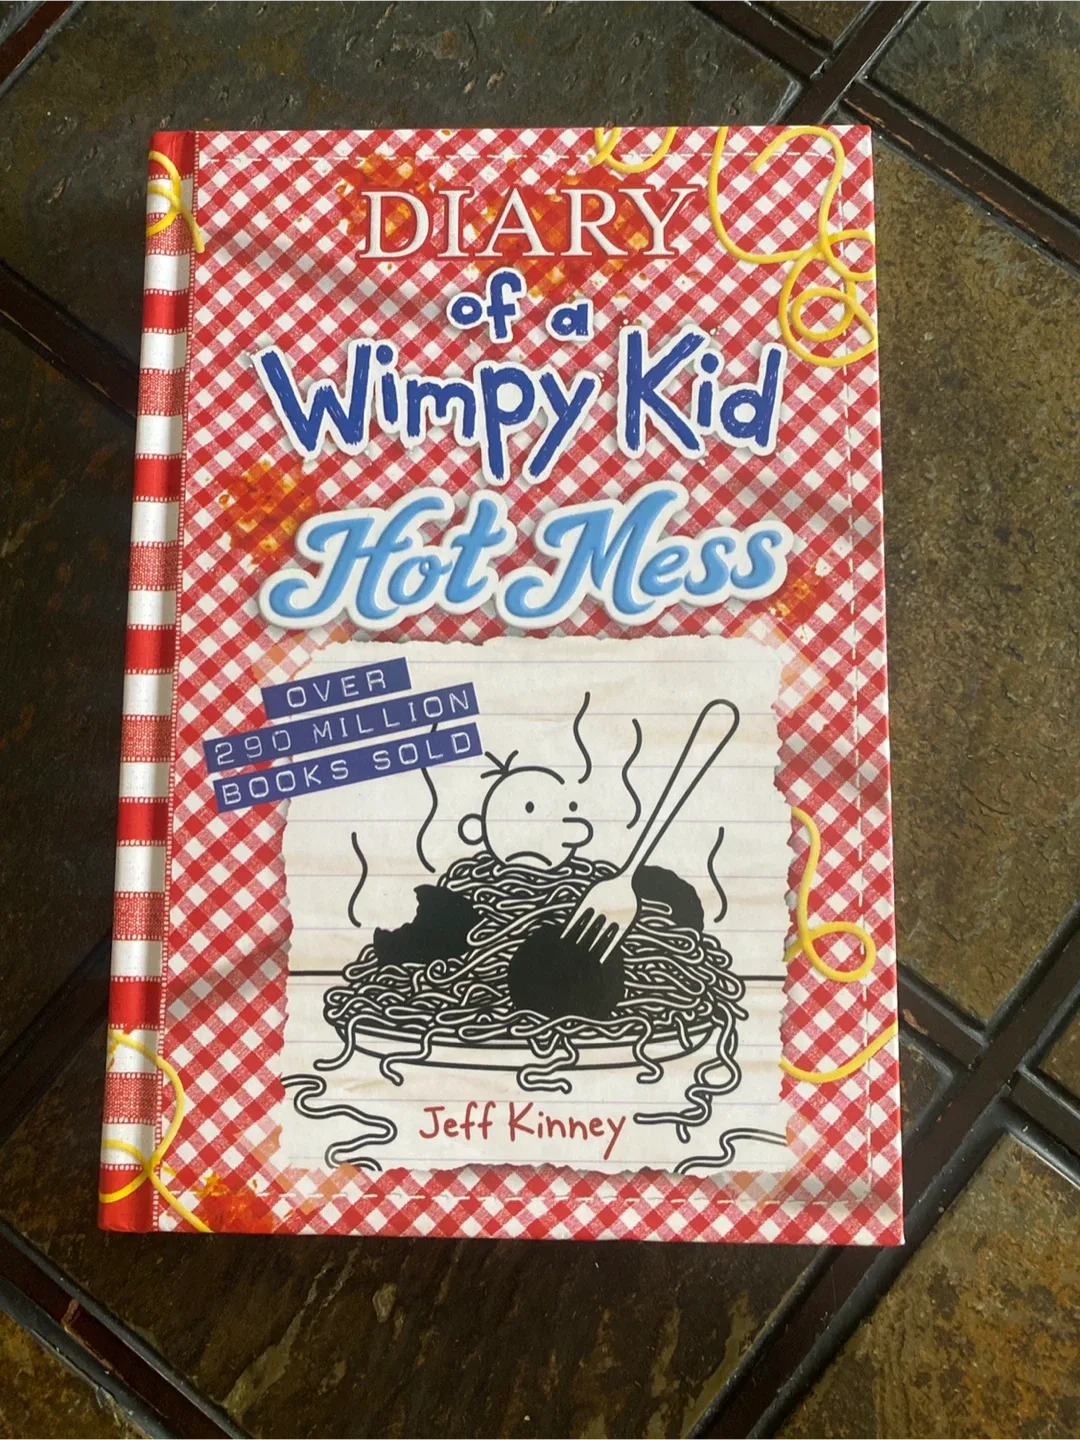 DIARY
of a
Wimpy Kid
Hot Mess
OVER
290 MILLION
BOOKS SOLD
Jeff Kinney